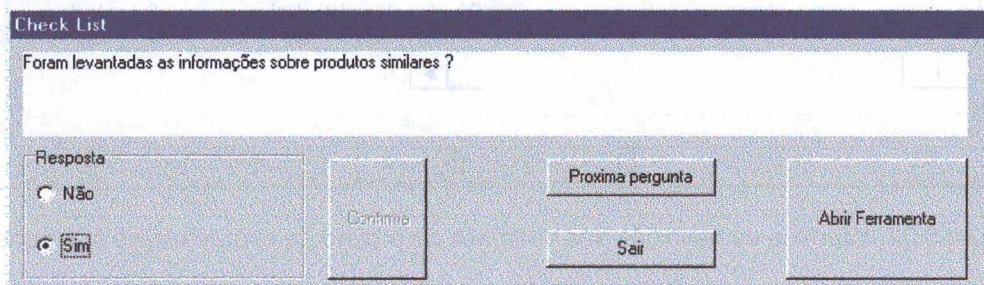 Check List
Foram levantadas as informações sobre produtos similares ?
Resposta
Não
Sim
Confirma
Proxima pergunta
Sair
Abrir Ferramenta